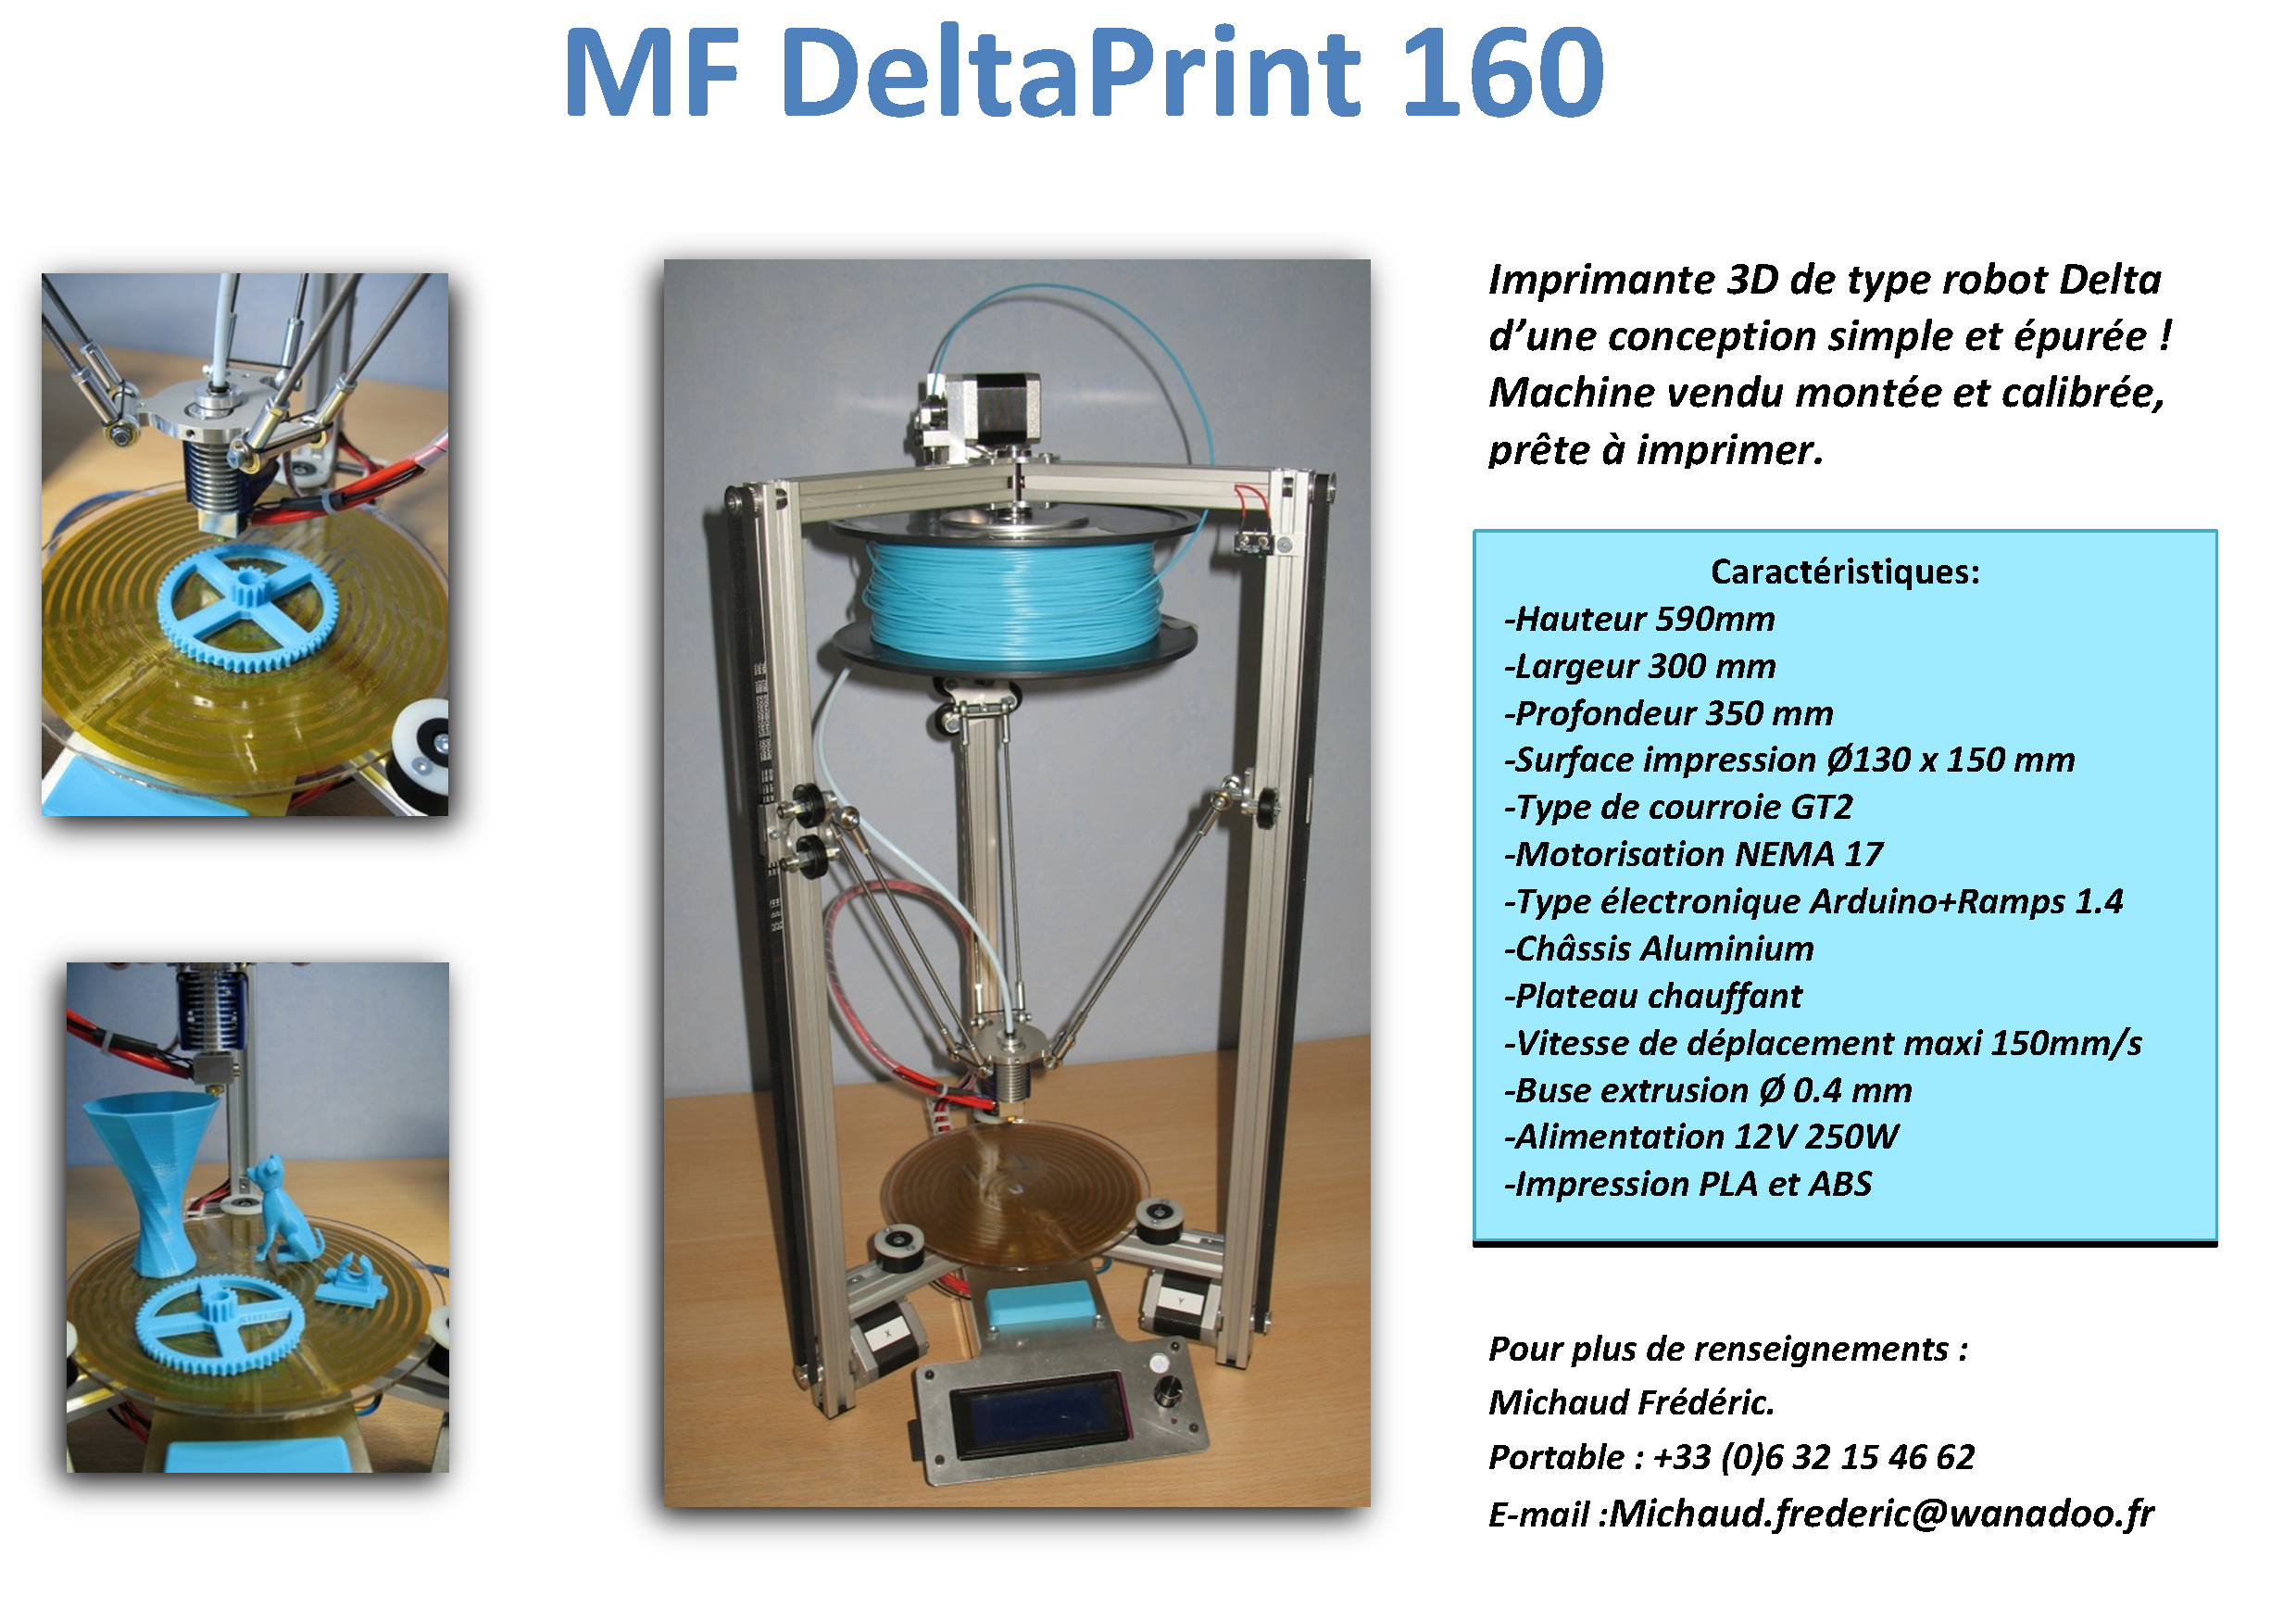 MF DeltaPrint 160
Imprimante 3D de type robot Delta
d’une conception simple et épurée !
Machine vendu montée et calibrée,
prête à imprimer.
Caractéristiques:
-Hauteur 590mm
-Largeur 300 mm
-Profondeur 350 mm
-Surface impression Ø130 x 150 mm
-Type de courroie GT2
-Motorisation NEMA 17
-Type électronique Arduino+Ramps 1.4
-Châssis Aluminium
-Plateau chauffant
-Vitesse de déplacement maxi 150mm/s
-Buse extrusion Ø 0.4 mm
-Alimentation 12V 250W
-Impression PLA et ABS
X
Y
Pour plus de renseignements :
Michaud Frédéric.
Portable : +33 (0)6 32 15 46 62
E-mail :Michaud.frederic@wanadoo.fr